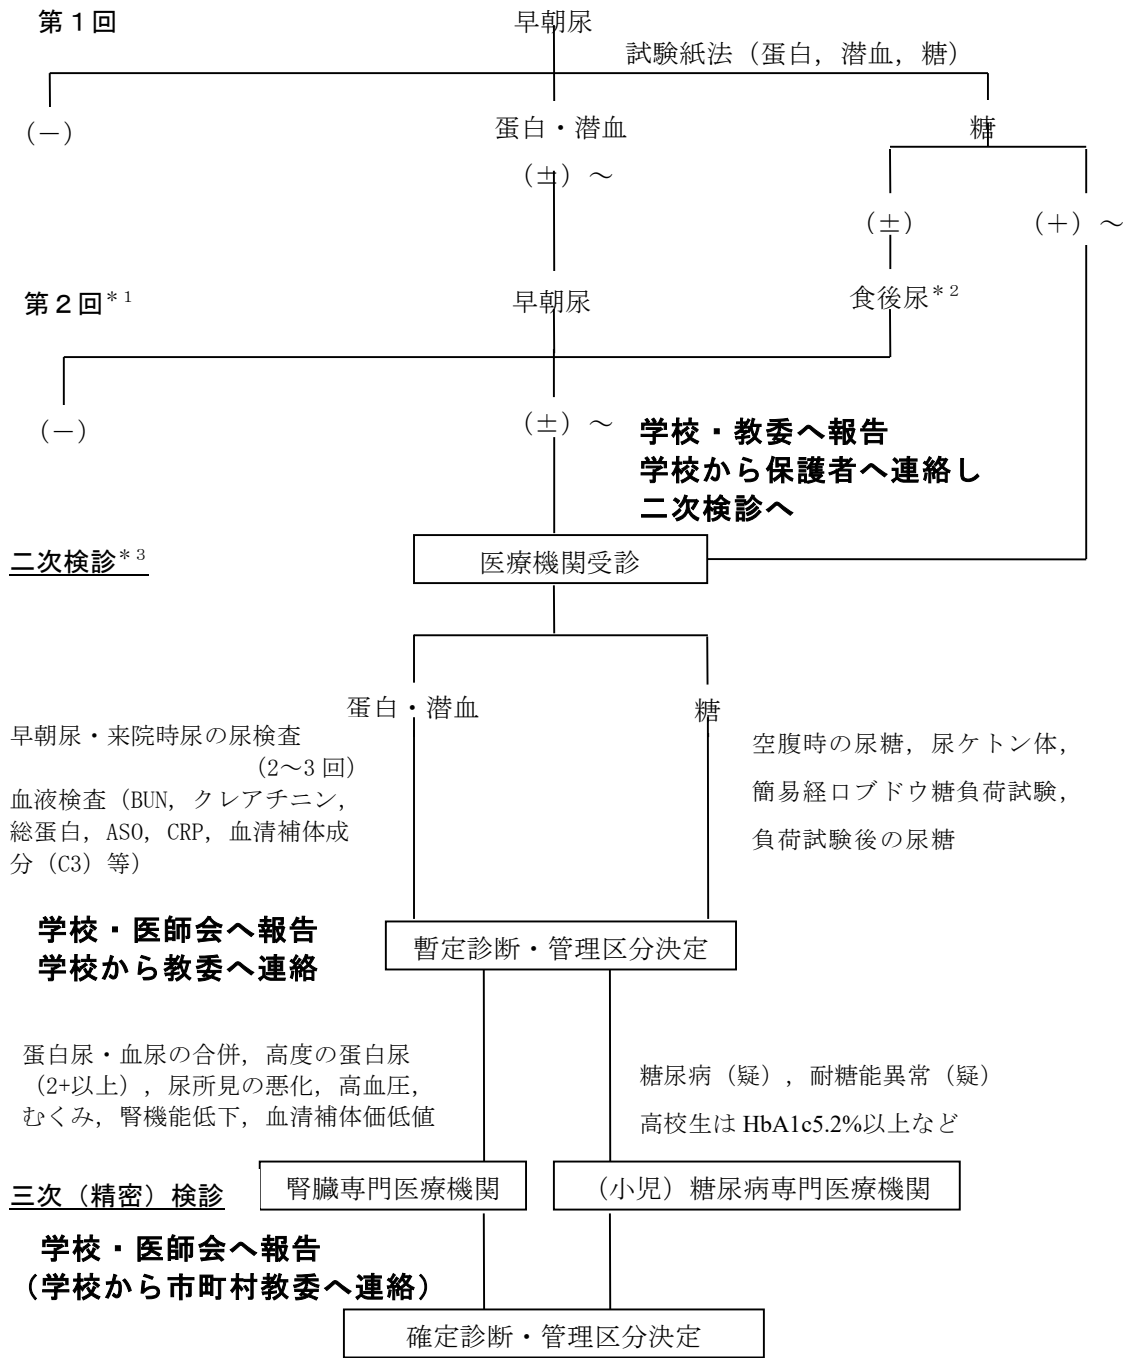 第１回
早朝尿
試験紙法（蛋白，潜血，糖）
（－）
蛋白・潜血
（±）～
糖
（±）
（＋）～
第２回＊１
早朝尿
食後尿＊２
（－）
（±）～
学校・教委へ報告
学校から保護者へ連絡し
二次検診へ
二次検診＊３
医療機関受診
蛋白・潜血
糖
早朝尿・来院時尿の尿検査
（2～3 回）
血液検査（BUN，クレアチニン，
総蛋白，ASO，CRP，血清補体成
分（C3）等）
空腹時の尿糖，尿ケトン体，
簡易経口ブドウ糖負荷試験，
負荷試験後の尿糖
学校・医師会へ報告
学校から教委へ連絡
暫定診断・管理区分決定
蛋白尿・血尿の合併，高度の蛋白尿
（2+以上），尿所見の悪化，高血圧，
むくみ，腎機能低下，血清補体価低値
糖尿病（疑），耐糖能異常（疑）
高校生は HbA1c5.2%以上など
三次（精密）検診
腎臓専門医療機関
（小児）糖尿病専門医療機関
学校・医師会へ報告
（学校から市町村教委へ連絡）
確定診断・管理区分決定